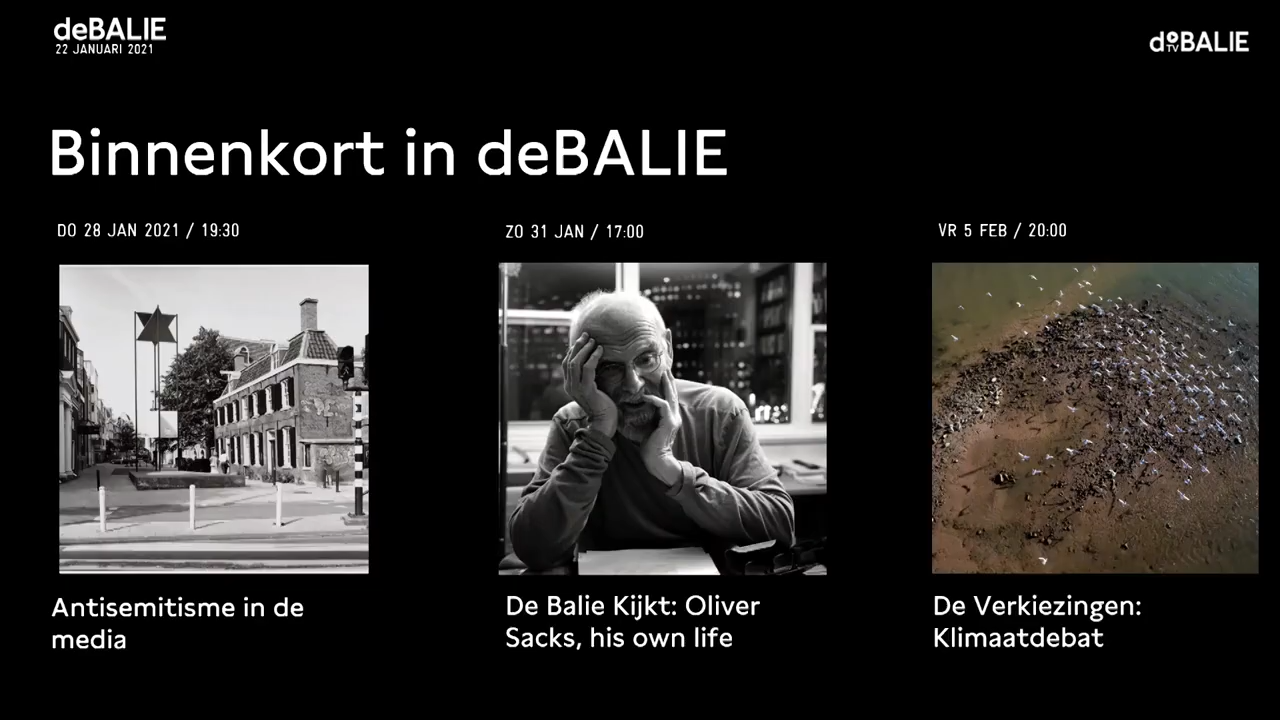 deBALIE
22 JANUARI 2021
deTVBALIE
Binnenkort in deBALIE
DO 28 JAN 2021 / 19:30
ZO 31 JAN / 17:00
VR 5 FEB / 20:00
Antisemitisme in de
media
De Balie Kijkt: Oliver
Sacks, his own life
De Verkiezingen:
Klimaatdebat